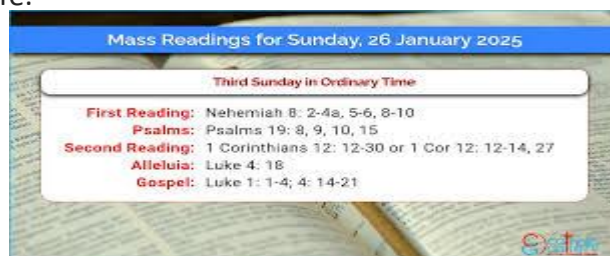 Mass Readings for Sunday, 26 January 2025
Third Sunday in Ordinary Time
First Reading: Nehemiah 8: 2-4a, 5-6, 8-10
Psalms: Psalms 19: 8, 9, 10, 15
Second Reading: 1 Corinthians 12: 12-30 or 1 Cor 12: 12-14, 27
Alleluia: Luke 4: 18
Gospel: Luke 1: 1-4; 4: 14-21